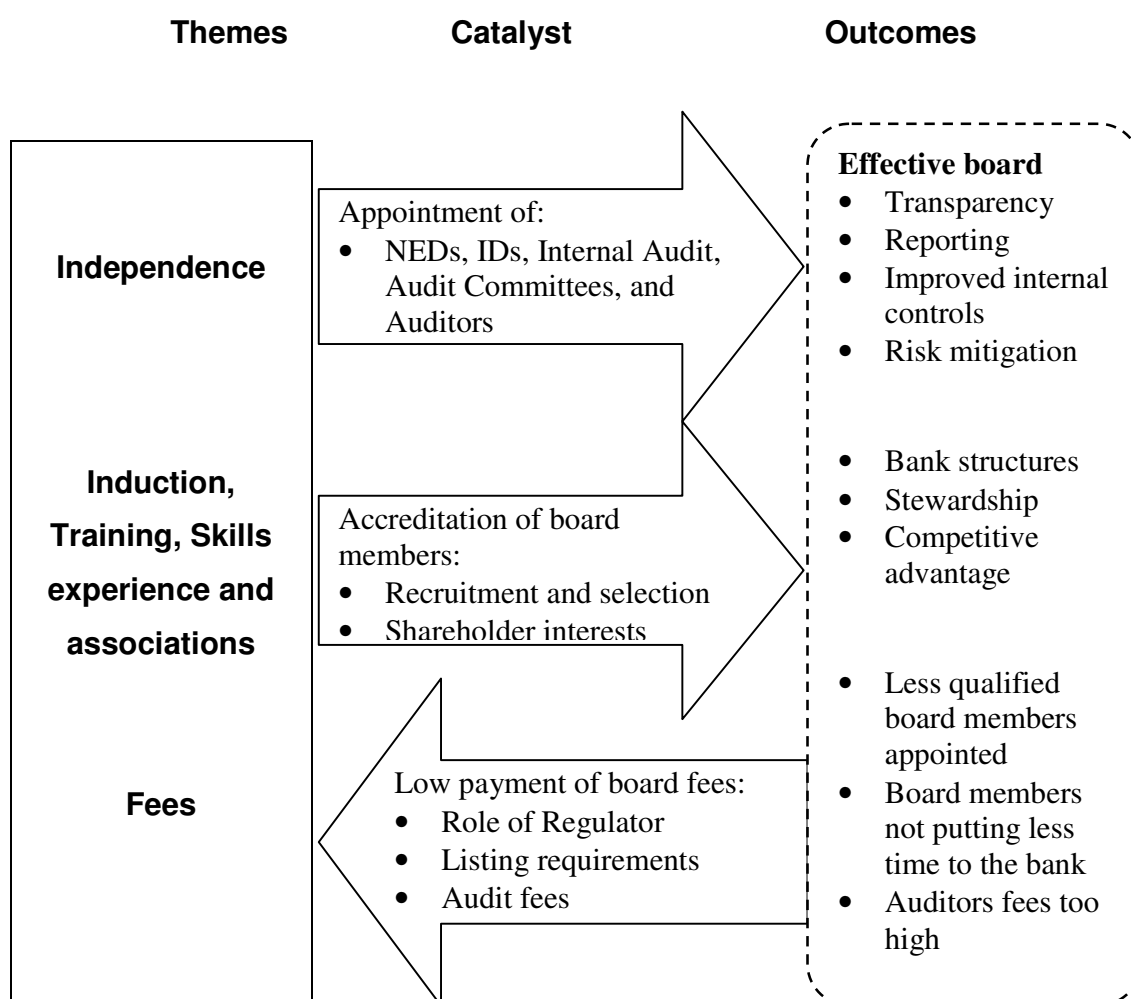 Themes Catalyst Outcomes
Independence
Appointment of:
• NEDs, IDs, Internal Audit,
Audit Committees, and
Auditors
Effective board
• Transparency
• Reporting
• Improved internal
controls
• Risk mitigation
Induction,
Training, Skills
experience and
associations
Accreditation of board
members:
• Recruitment and selection
• Shareholder interests
• Bank structures
• Stewardship
• Competitive
advantage
Fees
Low payment of board fees:
• Role of Regulator
• Listing requirements
• Audit fees
• Less qualified
board members
appointed
• Board members
not putting less
time to the bank
• Auditors fees too
high